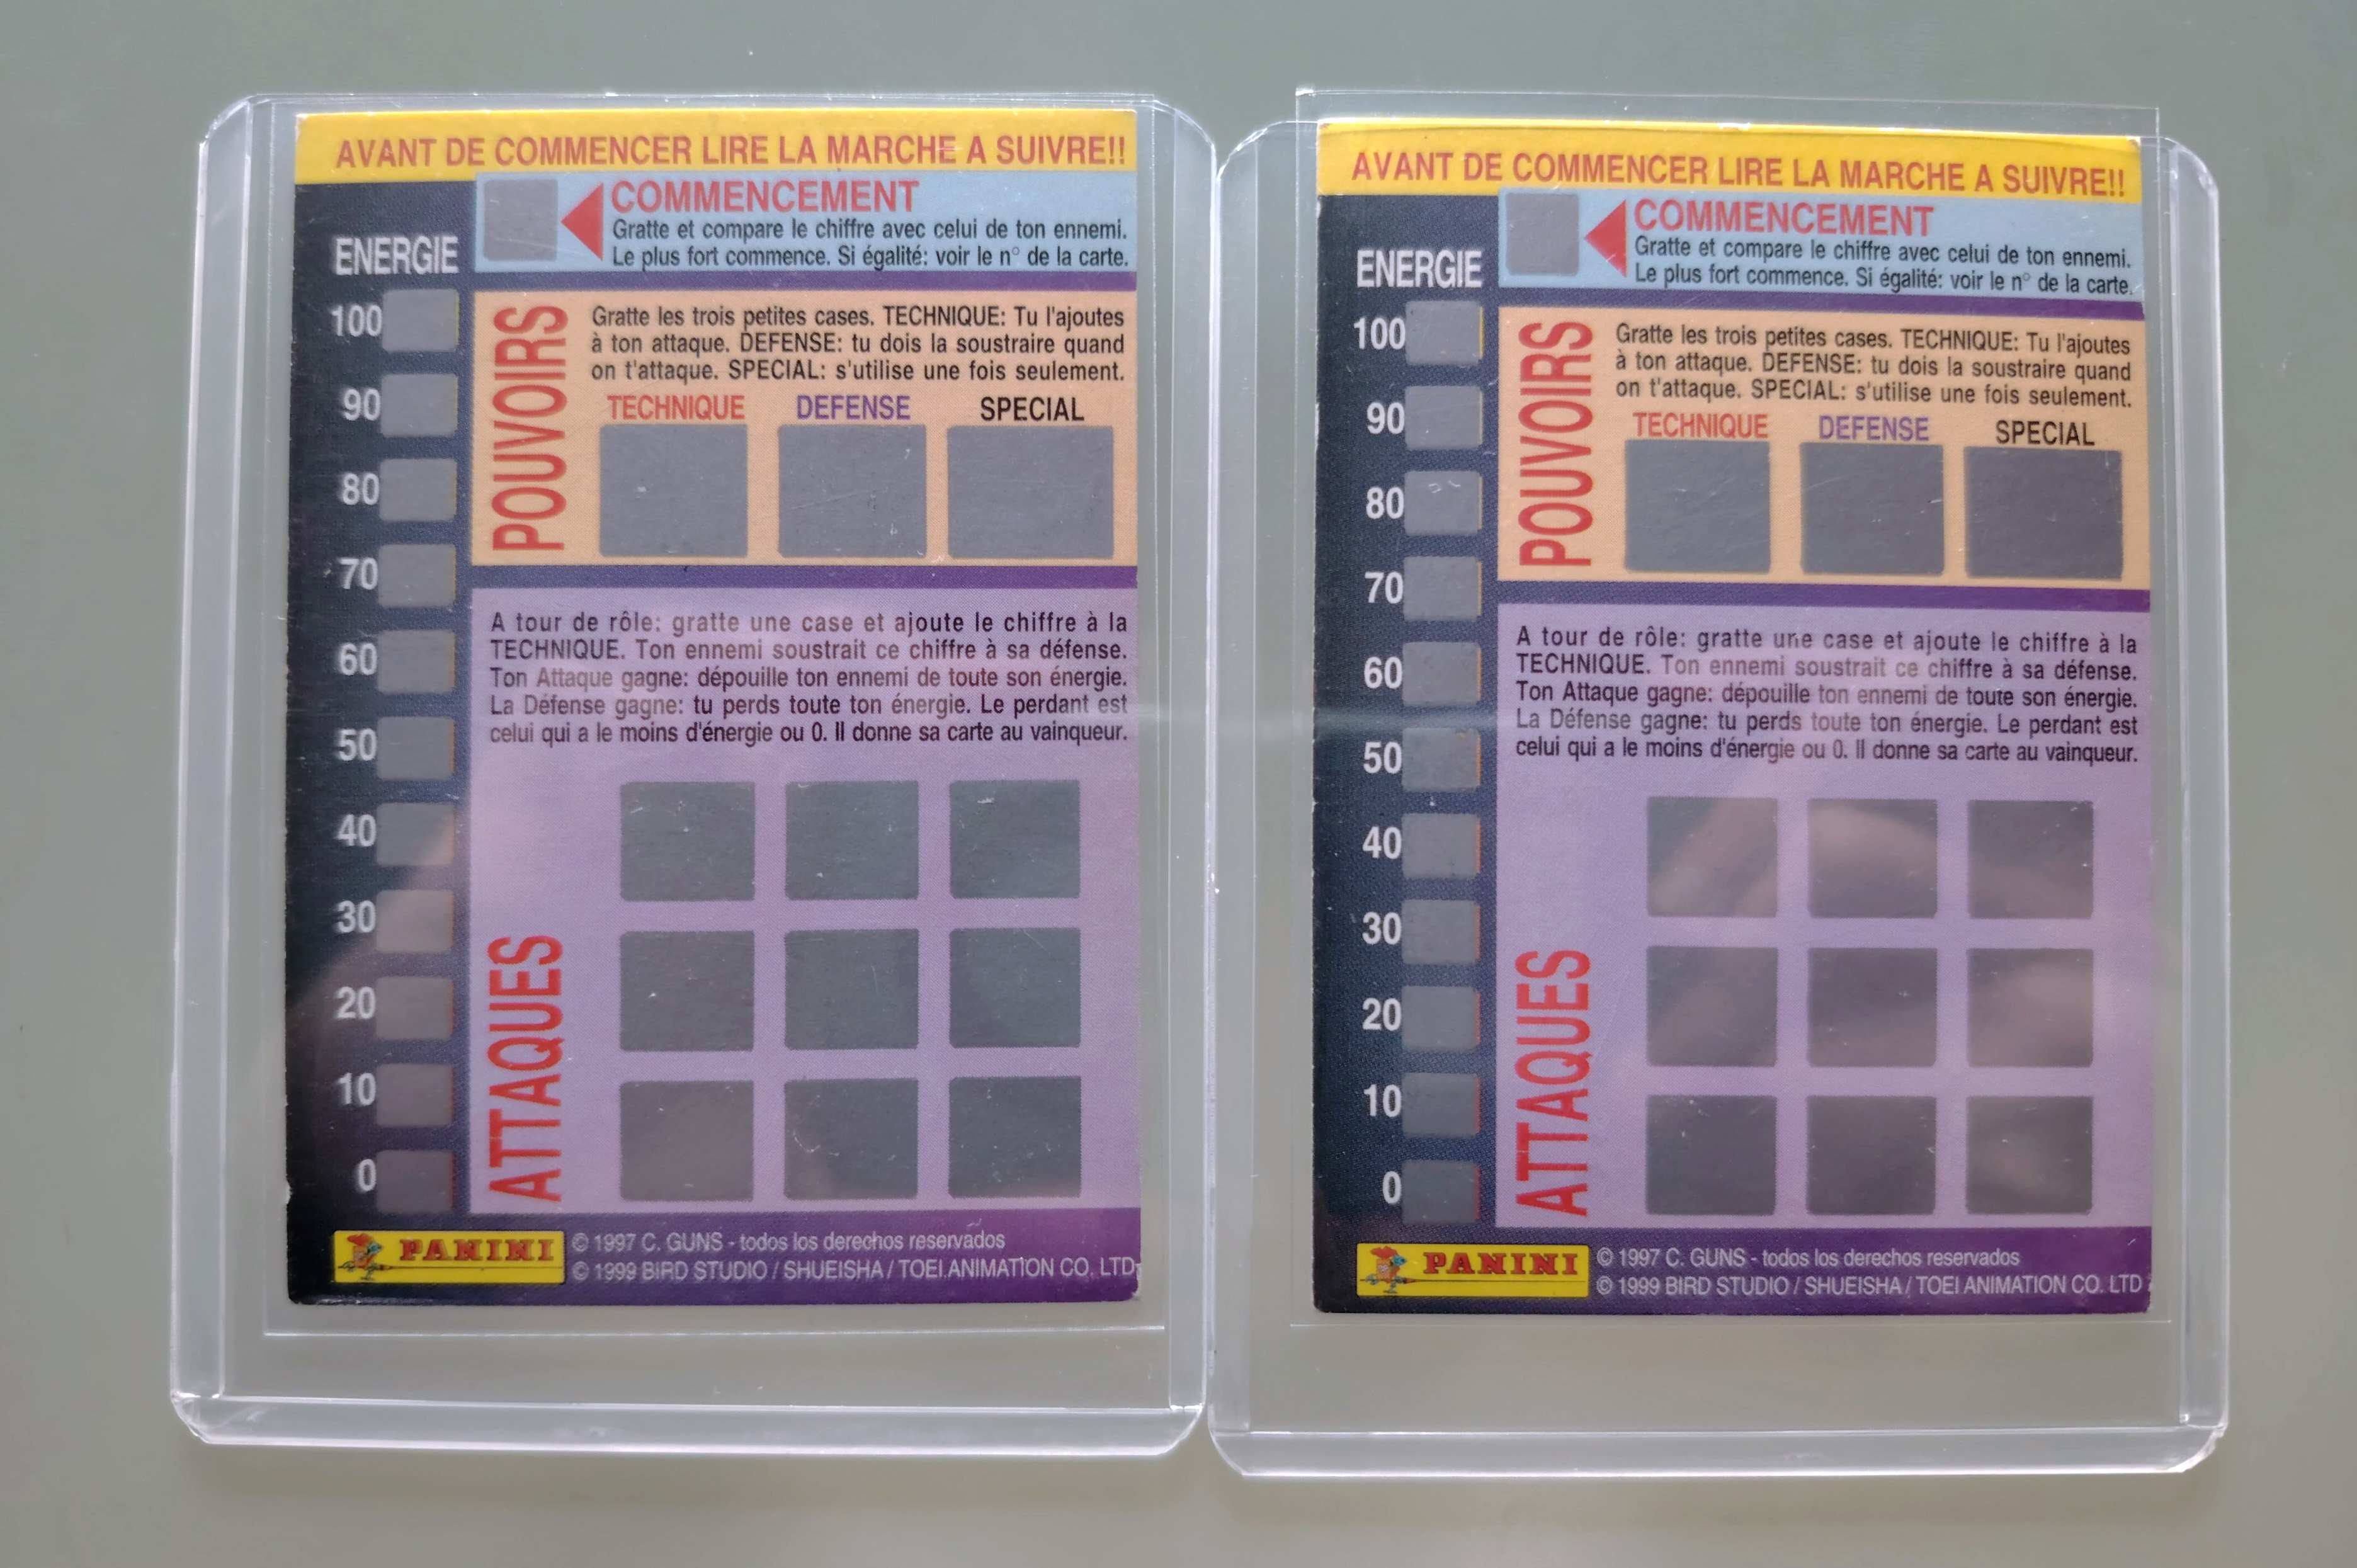 AVANT DE COMMENCER LIRE LA MARCHE A SUIVRE!!
COMMENCEMENT
Gratte et compare le chiffre avec celui de ton ennemi.
Le plus fort commence. Si égalité: voir le n° de la carte.
ENERGIE
100
90
80
70
60
50
40
30
20
10
0
POUVOIRS
Gratte les trois petites cases. TECHNIQUE: Tu l'ajoutes
à ton attaque. DEFENSE: tu dois la soustraire quand
on t'attaque. SPECIAL: s'utilise une fois seulement.
TECHNIQUE DEFENSE SPECIAL
A tour de rôle: gratte une case et ajoute le chiffre à la
TECHNIQUE. Ton ennemi soustrait ce chiffre à sa défense.
Ton Attaque gagne: dépouille ton ennemi de toute son énergie.
La Défense gagne: tu perds toute ton énergie. Le perdant est
celui qui a le moins d'énergie ou 0. Il donne sa carte au vainqueur.
ATTAQUES
PANINI
© 1997 C. GUNS - todos los derechos reservados
© 1999 BIRD STUDIO / SHUEISHA / TOEI ANIMATION CO. LTD
AVANT DE COMMENCER LIRE LA MARCHE A SUIVRE!!
COMMENCEMENT
Gratte et compare le chiffre avec celui de ton ennemi.
Le plus fort commence. Si égalité: voir le n° de la carte.
ENERGIE
100
90
80
70
60
50
40
30
20
10
0
POUVOIRS
Gratte les trois petites cases. TECHNIQUE: Tu l'ajoutes
à ton attaque. DEFENSE: tu dois la soustraire quand
on t'attaque. SPECIAL: s'utilise une fois seulement.
TECHNIQUE DEFENSE SPECIAL
A tour de rôle: gratte une case et ajoute le chiffre à la
TECHNIQUE. Ton ennemi soustrait ce chiffre à sa défense.
Ton Attaque gagne: dépouille ton ennemi de toute son énergie.
La Défense gagne: tu perds toute ton énergie. Le perdant est
celui qui a le moins d'énergie ou 0. Il donne sa carte au vainqueur.
ATTAQUES
PANINI
© 1997 C. GUNS - todos los derechos reservados
© 1999 BIRD STUDIO / SHUEISHA / TOEI ANIMATION CO. LTD